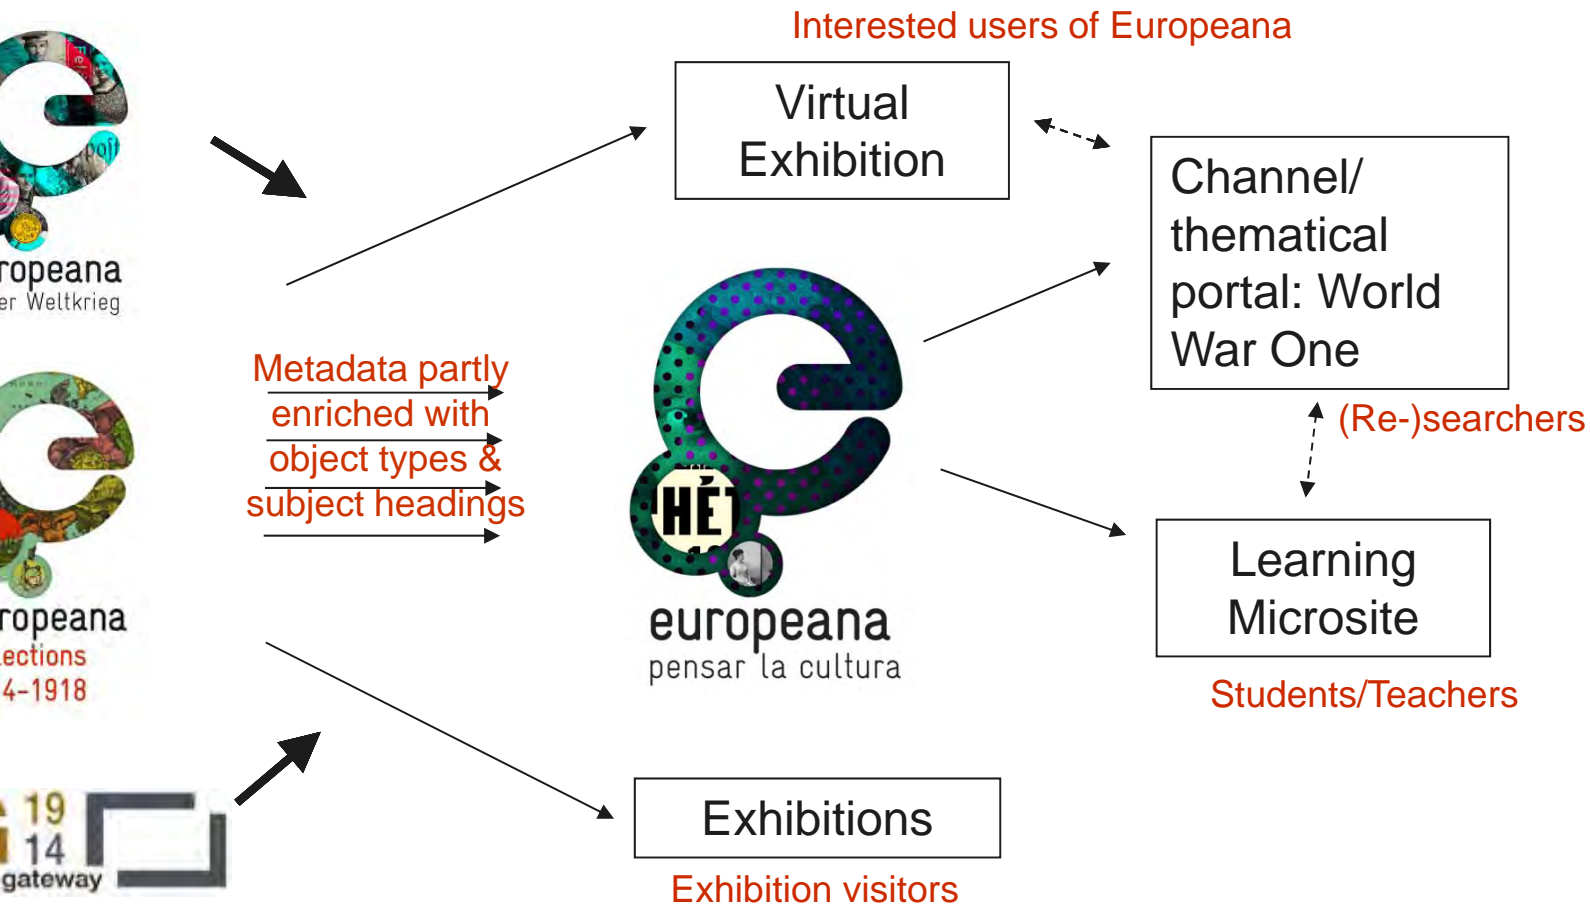 Interested users of Europeana
Virtual
Exhibition
Channel/
thematical
portal: World
War One
(Re-)searchers
Learning
Microsite
Students/Teachers
ropeana
er Weltkrieg
Metadata partly
enriched with
object types &
subject headings
HÉT
europeana
pensar la cultura
ropeana
lections
4-1918
19
14
gateway
Exhibitions
Exhibition visitors